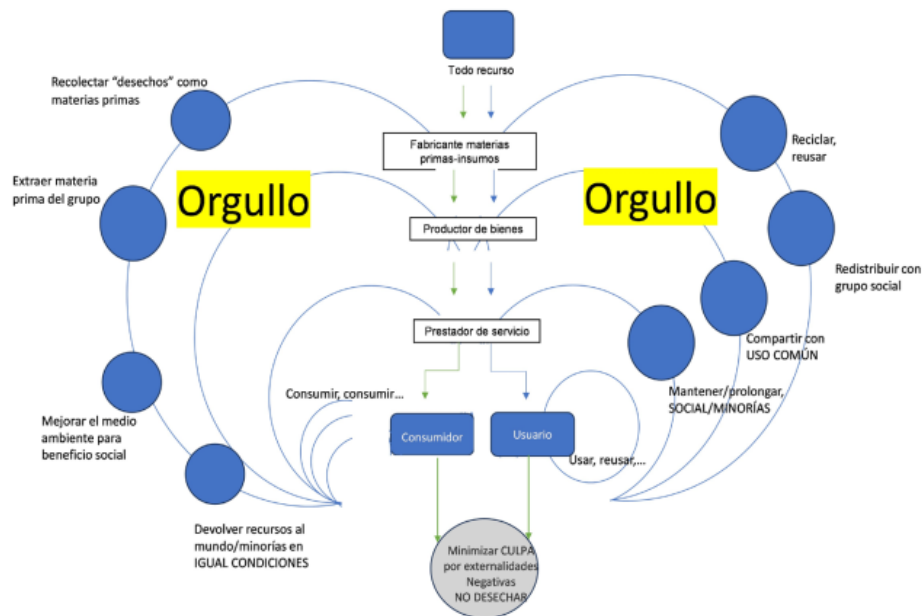 Todo recurso
Recolectar “desechos” como
materias primas
Fabricante materias
primas-insumos
Reciclar,
reusar
Extraer materia
prima del grupo
Orgullo
Orgullo
Productor de bienes
Redistribuir con
grupo social
Prestador de servicio
Compartir con
USO COMÚN
Mantener/prolongar,
SOCIAL/MINORÍAS
Consumir, consumir…
Mejorar el medio
ambiente para
beneficio social
Consumidor
Usuario
Usar, reusar,…
Devolver recursos al
mundo/minorías en
IGUAL CONDICIONES
Minimizar CULPA
por externalidades
Negativas
NO DESECHAR